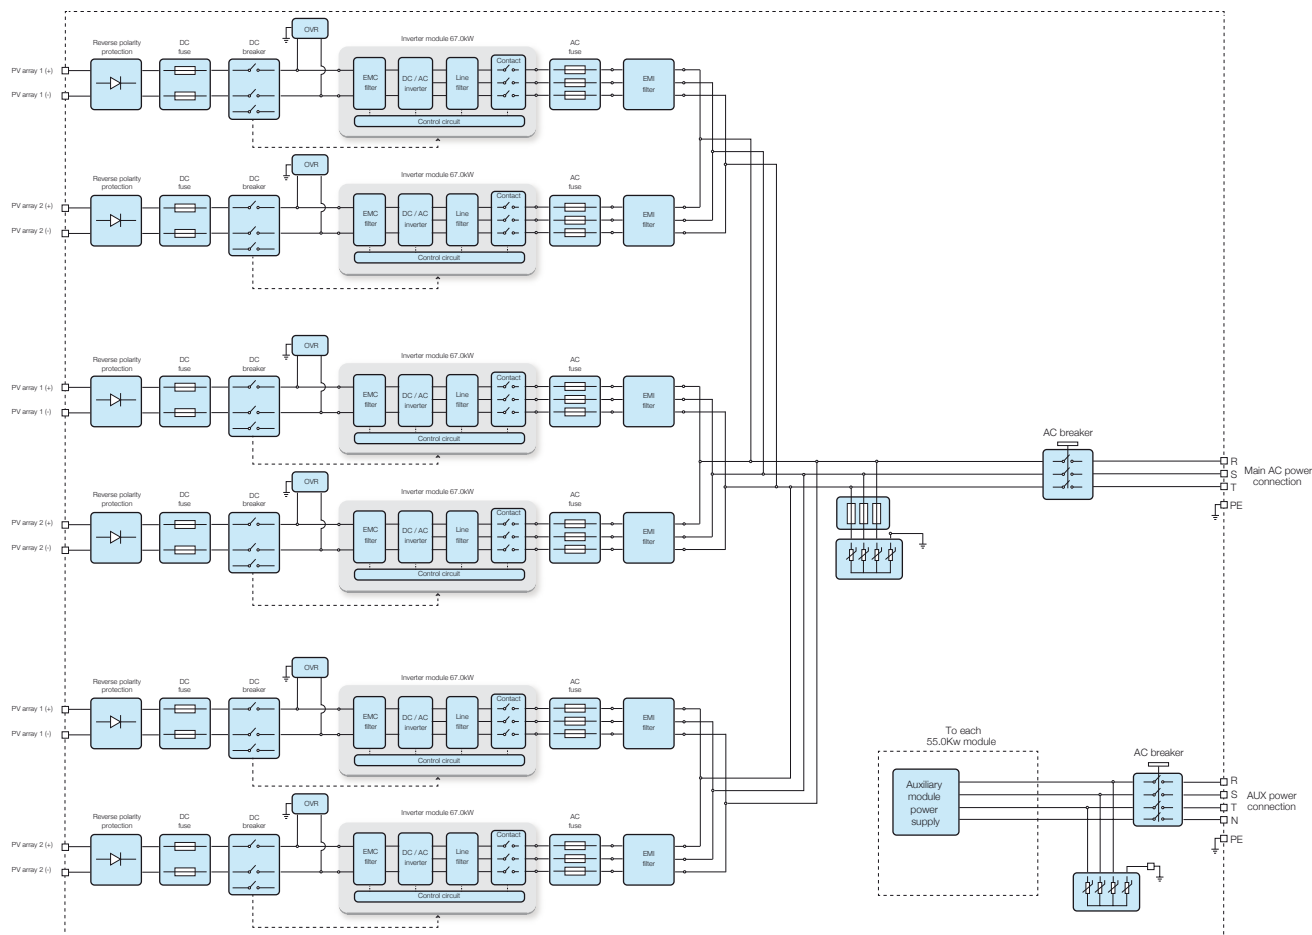 OVR
Reverse polarity
protection
DC
fuse
DC
breaker
Inverter module 67.0kW
AC
fuse
PV array 1 (+)
PV array 1 (-)
EMC
filter
DC / AC
inverter
Line
filter
Contact
EMI
filter
Control circuit
OVR
Reverse polarity
protection
DC
fuse
DC
breaker
Inverter module 67.0kW
AC
fuse
PV array 2 (+)
PV array 2 (-)
EMC
filter
DC / AC
inverter
Line
filter
Contact
EMI
filter
Control circuit
OVR
Reverse polarity
protection
DC
fuse
DC
breaker
Inverter module 67.0kW
AC
fuse
PV array 1 (+)
PV array 1 (-)
EMC
filter
DC / AC
inverter
Line
filter
Contact
EMI
filter
Control circuit
AC breaker
R
S
T
PE
Main AC power
connection
OVR
Reverse polarity
protection
DC
fuse
DC
breaker
Inverter module 67.0kW
AC
fuse
PV array 2 (+)
PV array 2 (-)
EMC
filter
DC / AC
inverter
Line
filter
Contact
EMI
filter
Control circuit
OVR
Reverse polarity
protection
DC
fuse
DC
breaker
Inverter module 67.0kW
AC
fuse
PV array 1 (+)
PV array 1 (-)
EMC
filter
DC / AC
inverter
Line
filter
Contact
EMI
filter
Control circuit
To each
55.0Kw module
Auxiliary
module
power
supply
AC breaker
R
S
T
N
PE
AUX power
connection
OVR
Reverse polarity
protection
DC
fuse
DC
breaker
Inverter module 67.0kW
AC
fuse
PV array 2 (+)
PV array 2 (-)
EMC
filter
DC / AC
inverter
Line
filter
Contact
EMI
filter
Control circuit